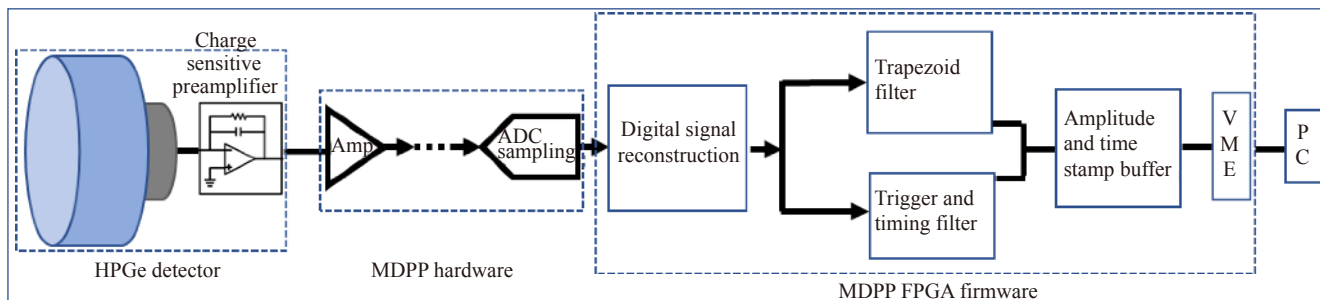 Charge
sensitive
preamplifier
Amp
ADC
sampling
Digital signal
reconstruction
Trapezoid
filter
Trigger and
timing filter
Amplitude
and time
stamp buffer
V
M
E
P
C
HPGe detector
MDPP hardware
MDPP FPGA firmware